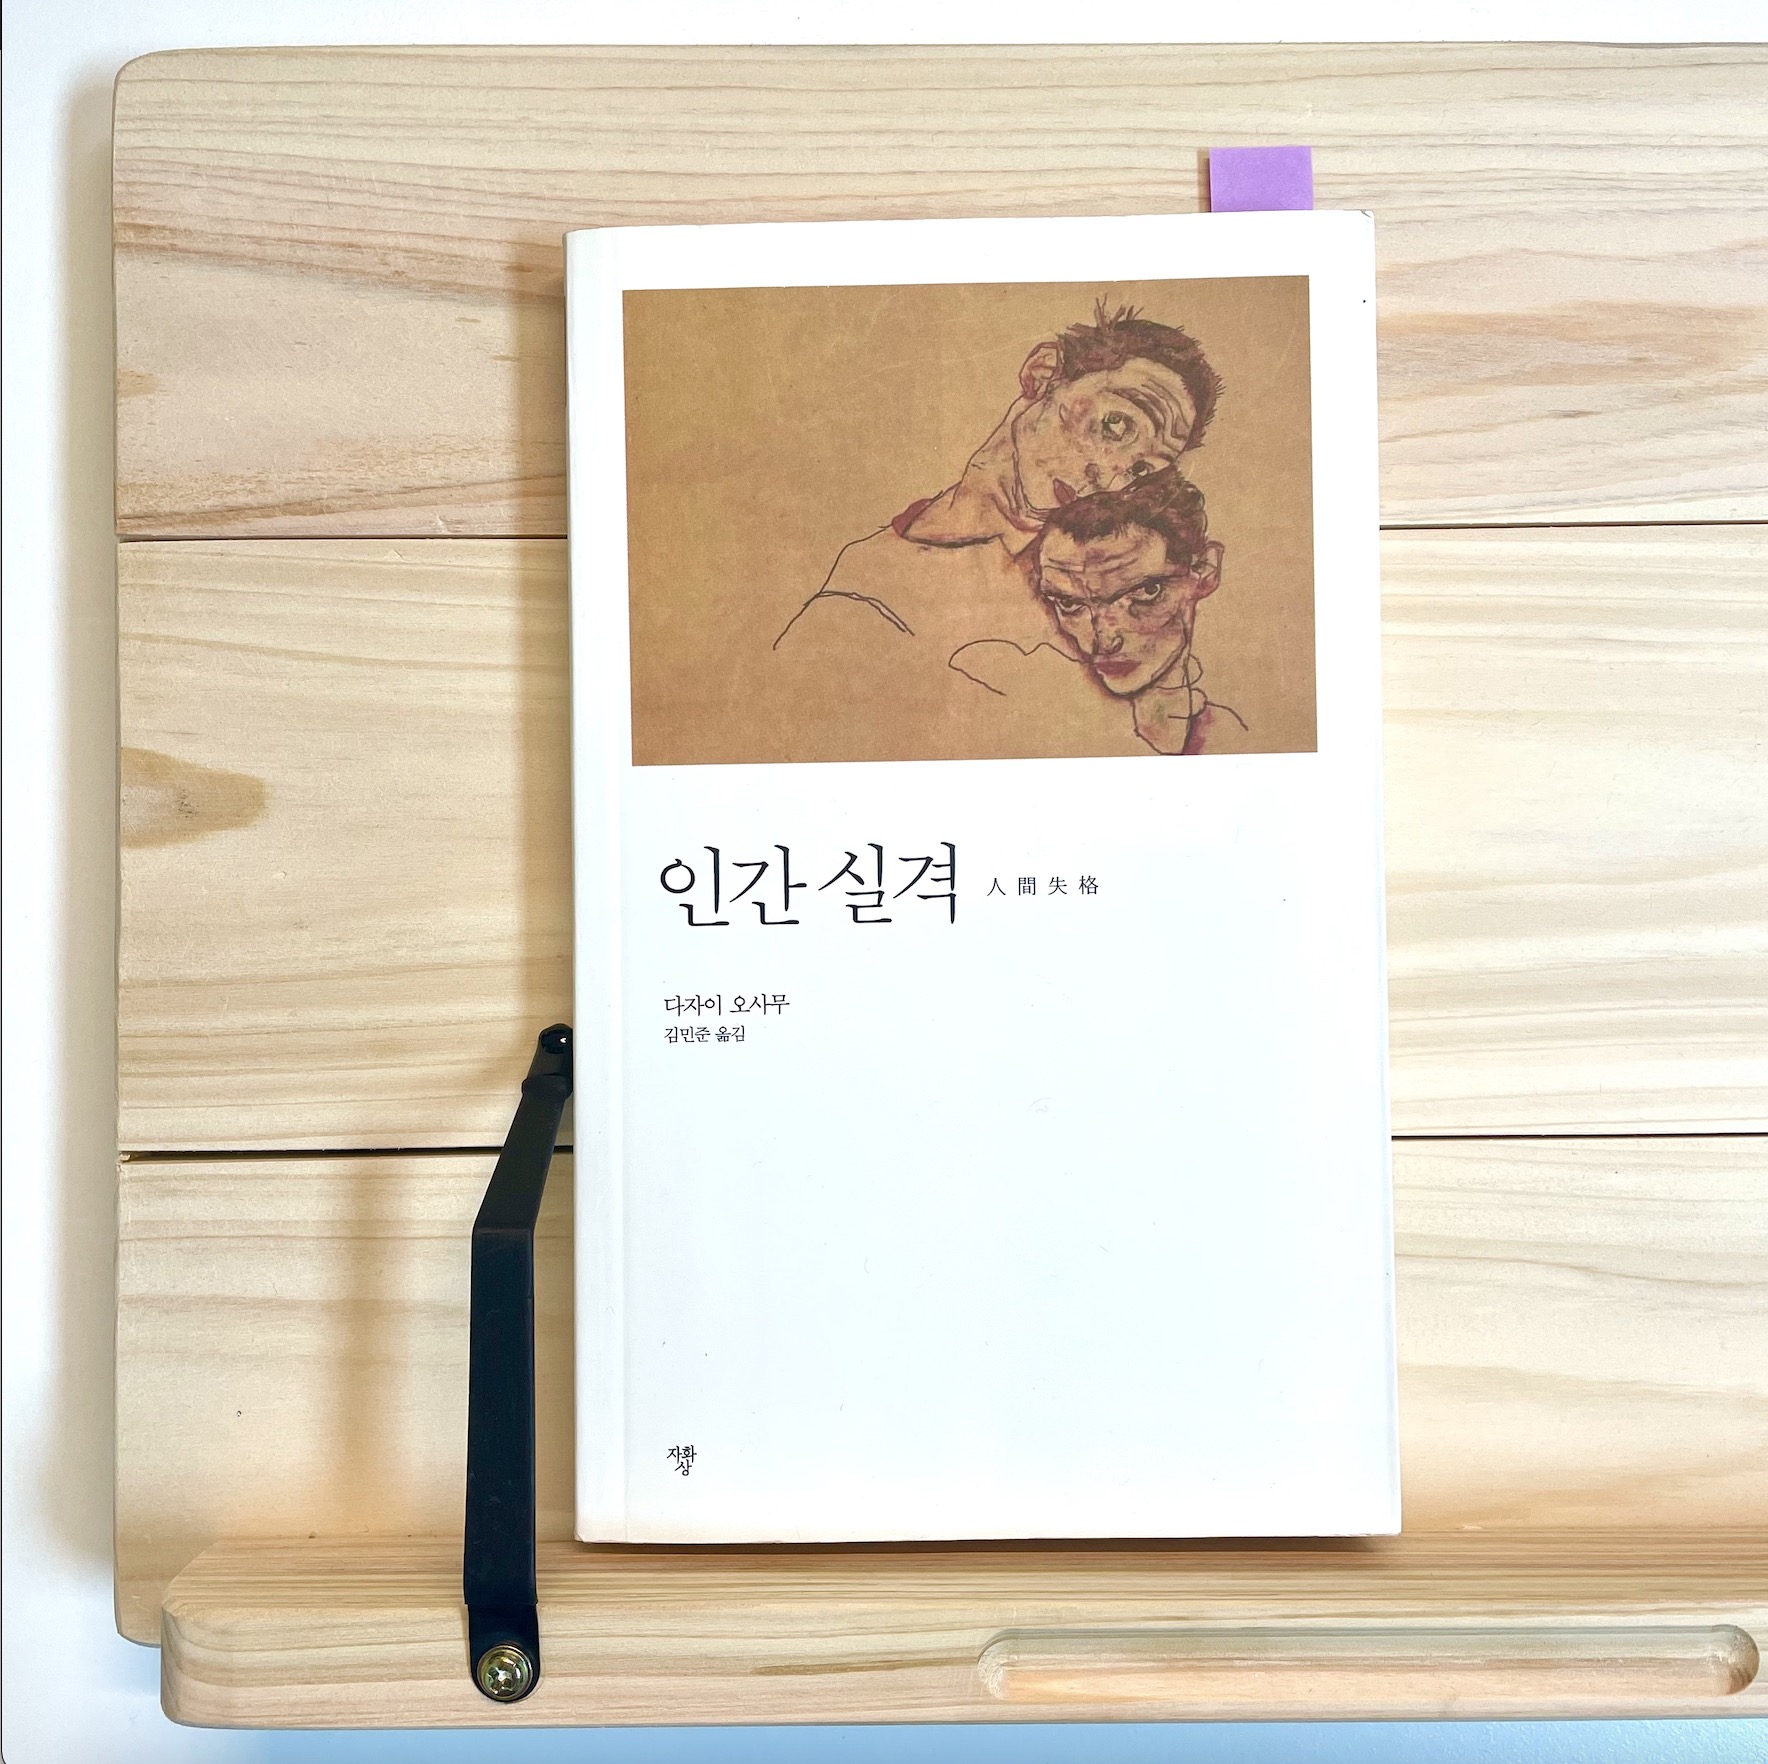 인간 실격 人間失格
다자이 오사무
김민준 옮김
자화
상